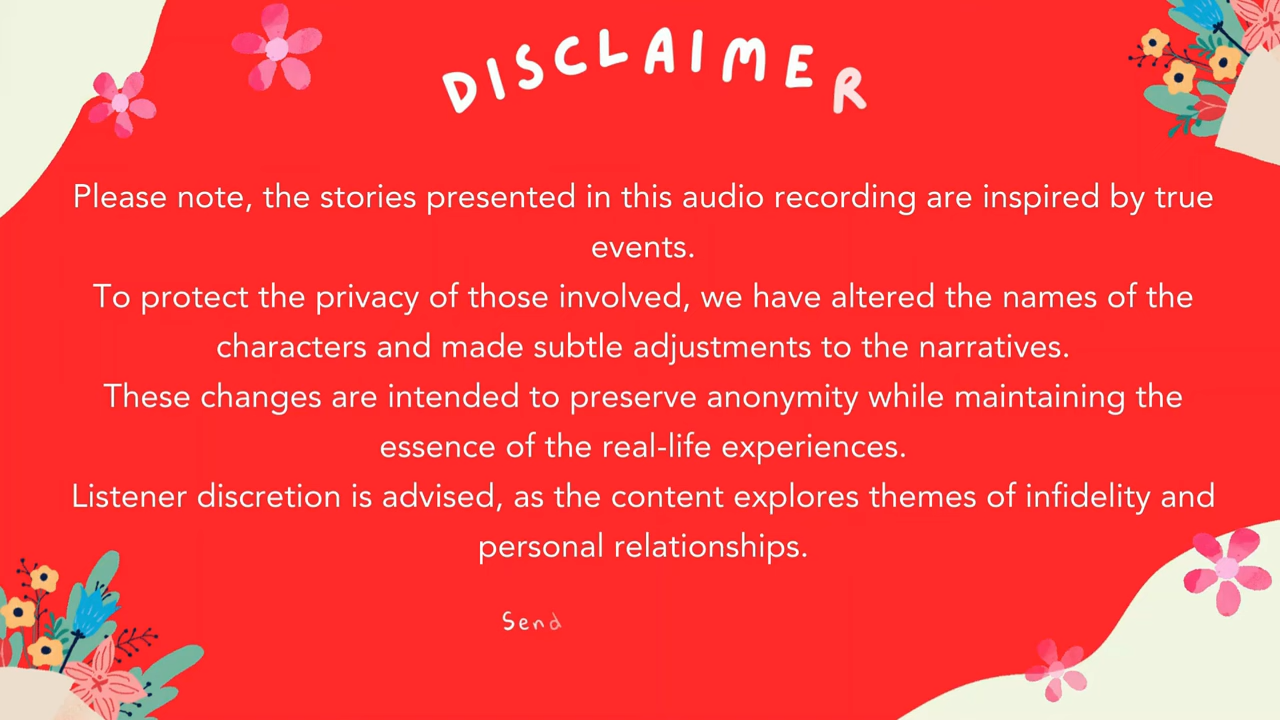 DISCLAIMER
Please note, the stories presented in this audio recording are inspired by true
events.
To protect the privacy of those involved, we have altered the names of the
characters and made subtle adjustments to the narratives.
These changes are intended to preserve anonymity while maintaining the
essence of the real-life experiences.
Listener discretion is advised, as the content explores themes of infidelity and
personal relationships.
Send